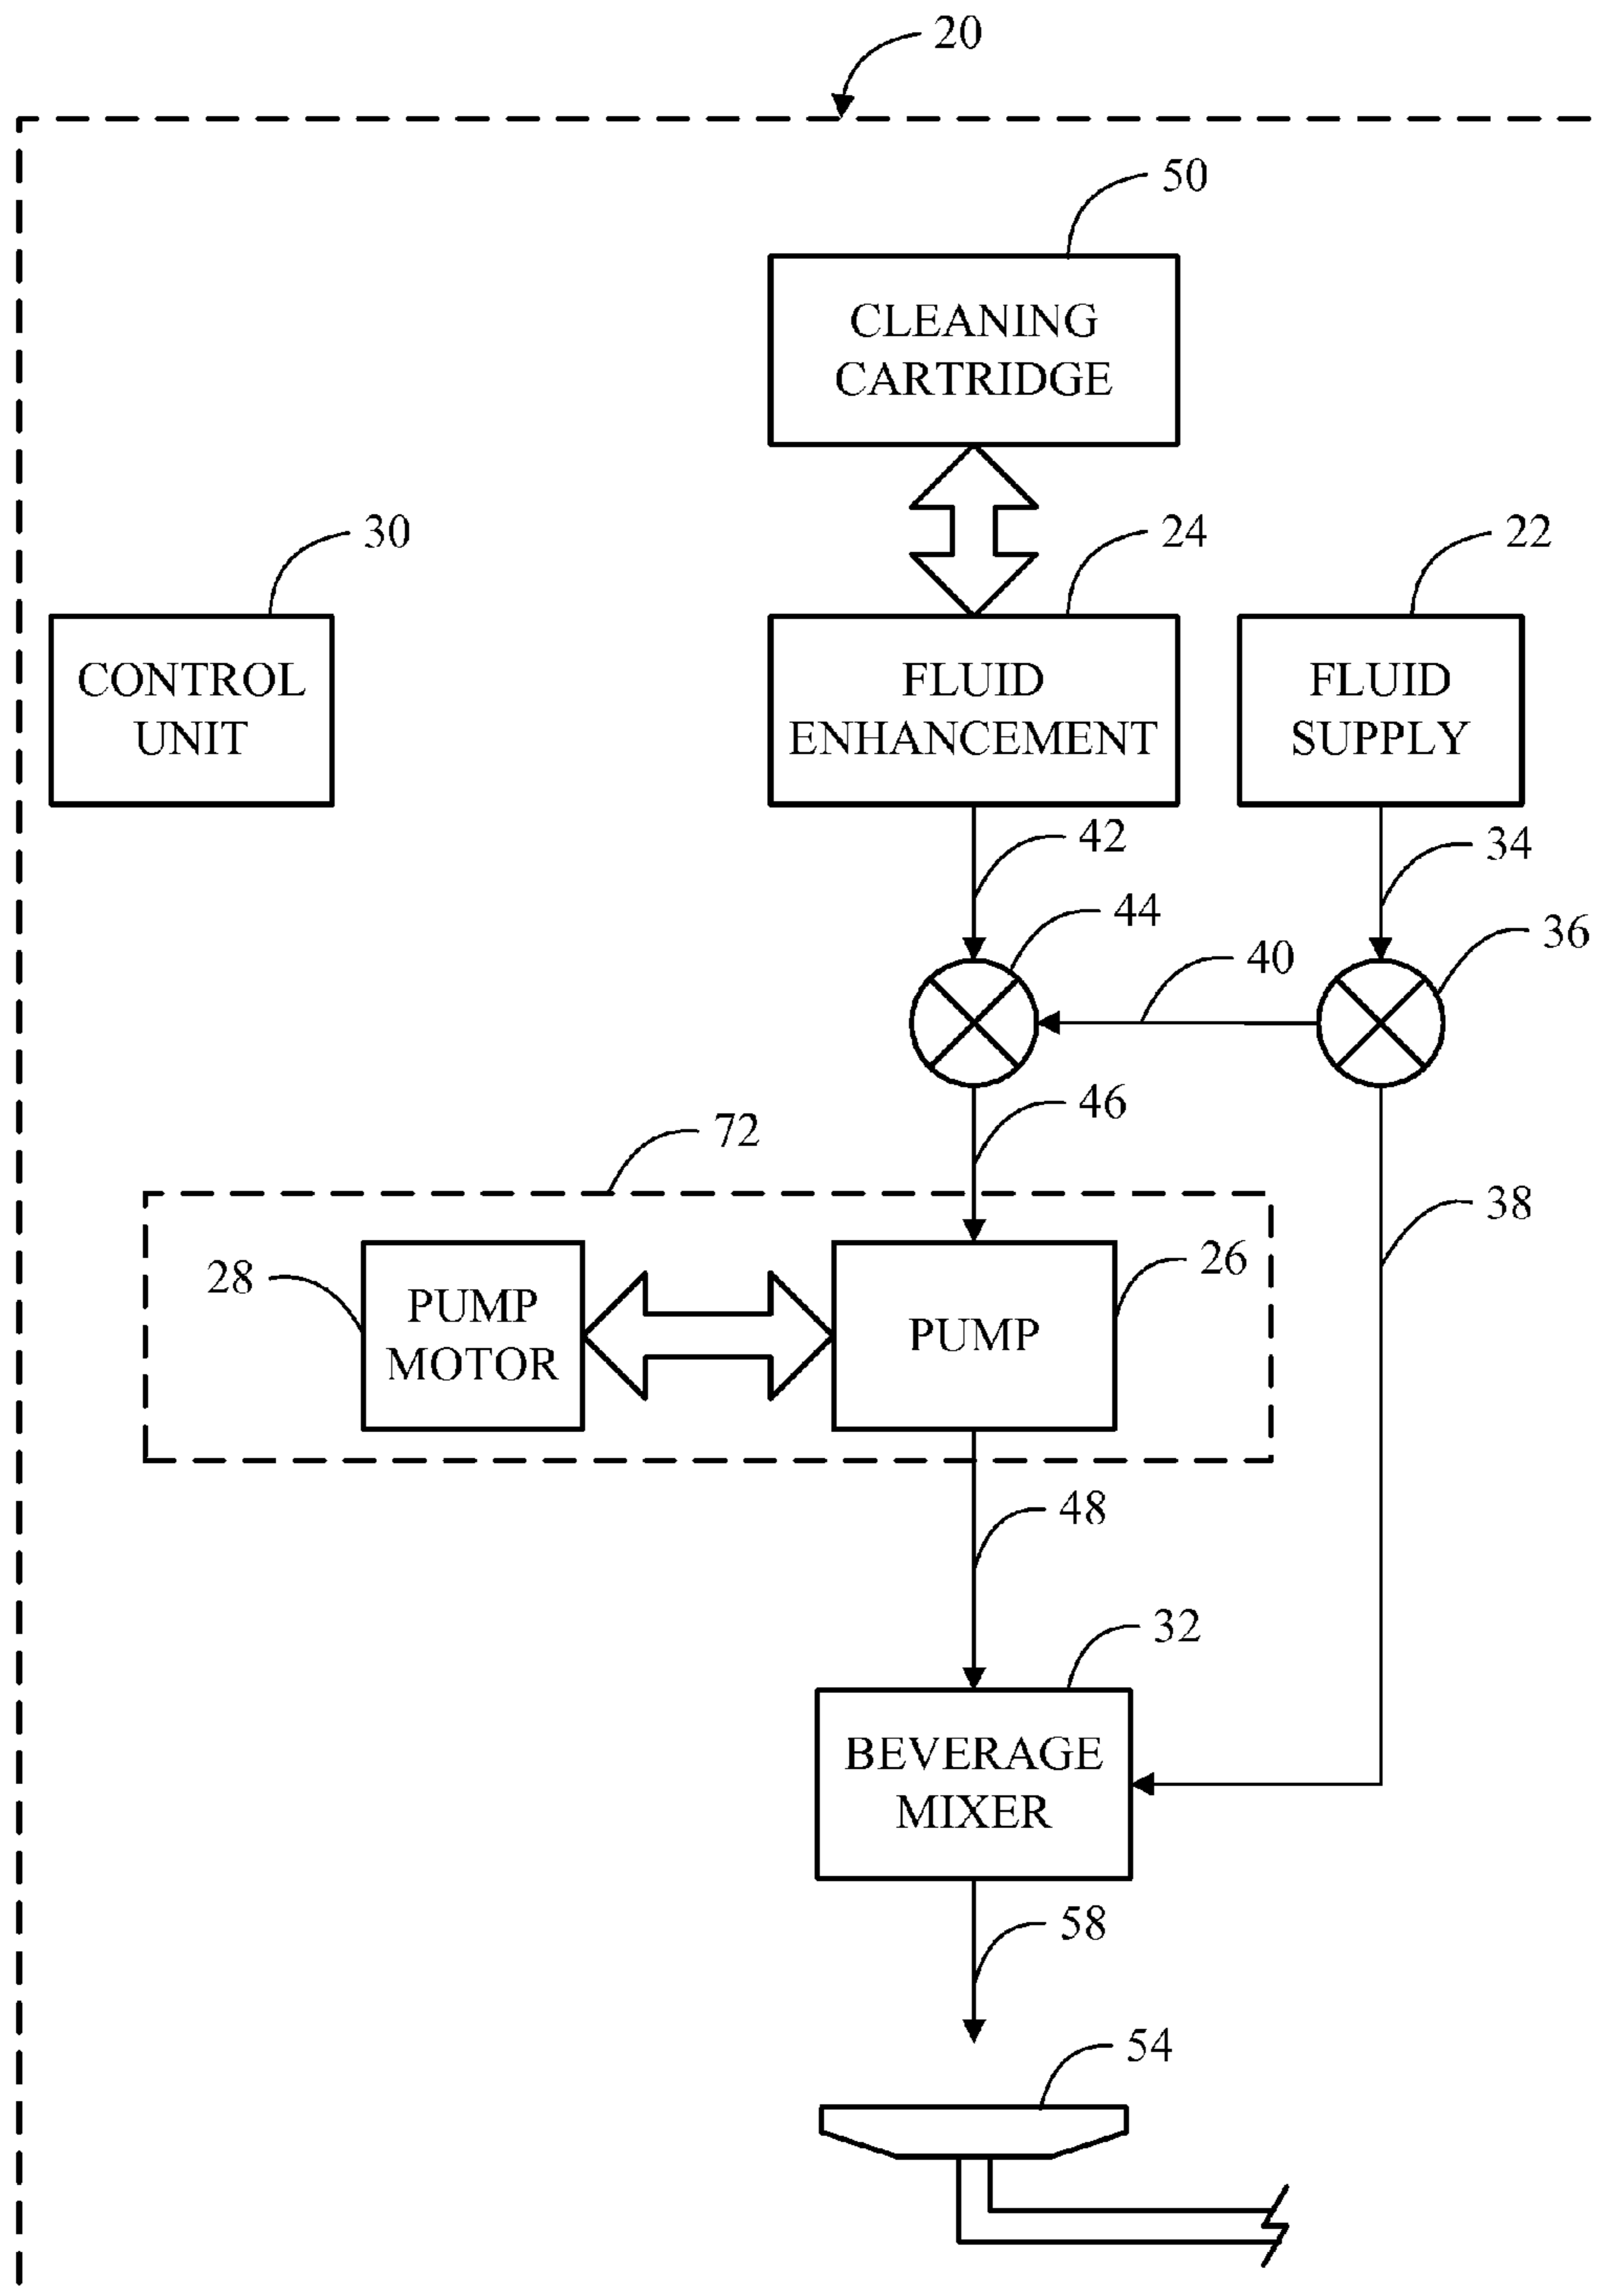 20
50
CLEANING
CARTRIDGE
30
24
22
CONTROL
UNIT
FLUID
ENHANCEMENT
FLUID
SUPPLY
42
34
44
36
40
46
72
38
28
PUMP
MOTOR
PUMP
26
48
32
BEVERAGE
MIXER
58
54